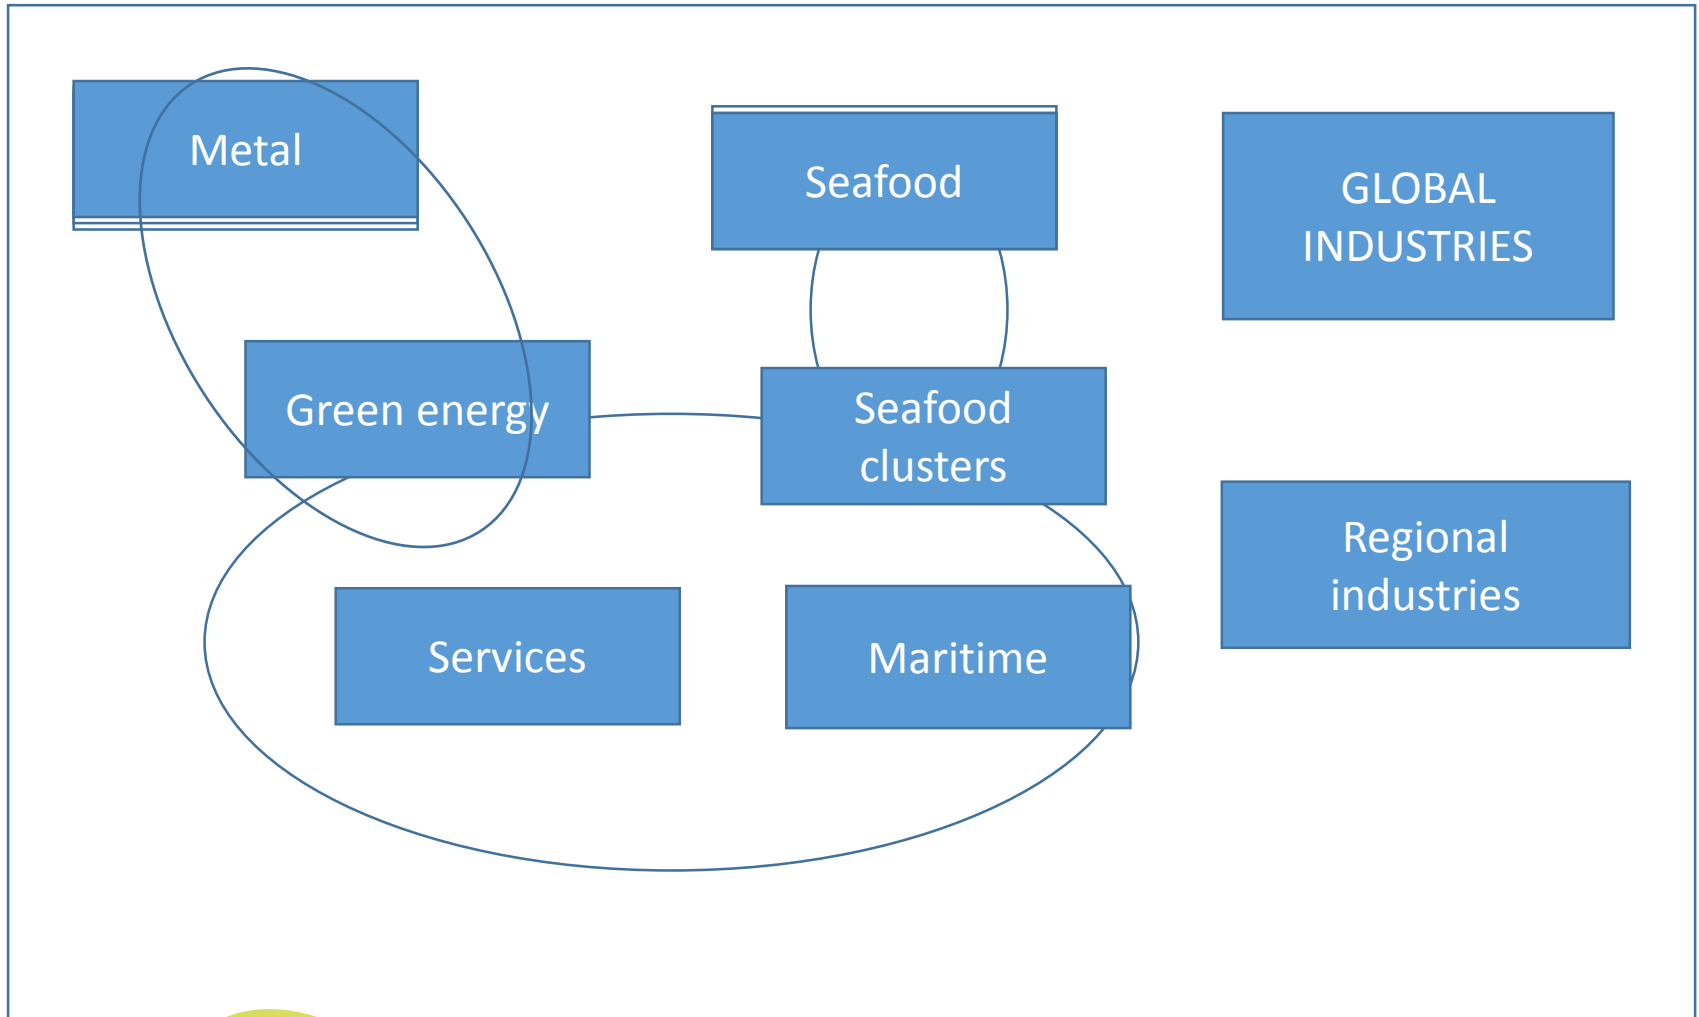 Metal
Seafood
GLOBAL
INDUSTRIES
Green energy
Seafood
clusters
Regional
industries
Services
Maritime